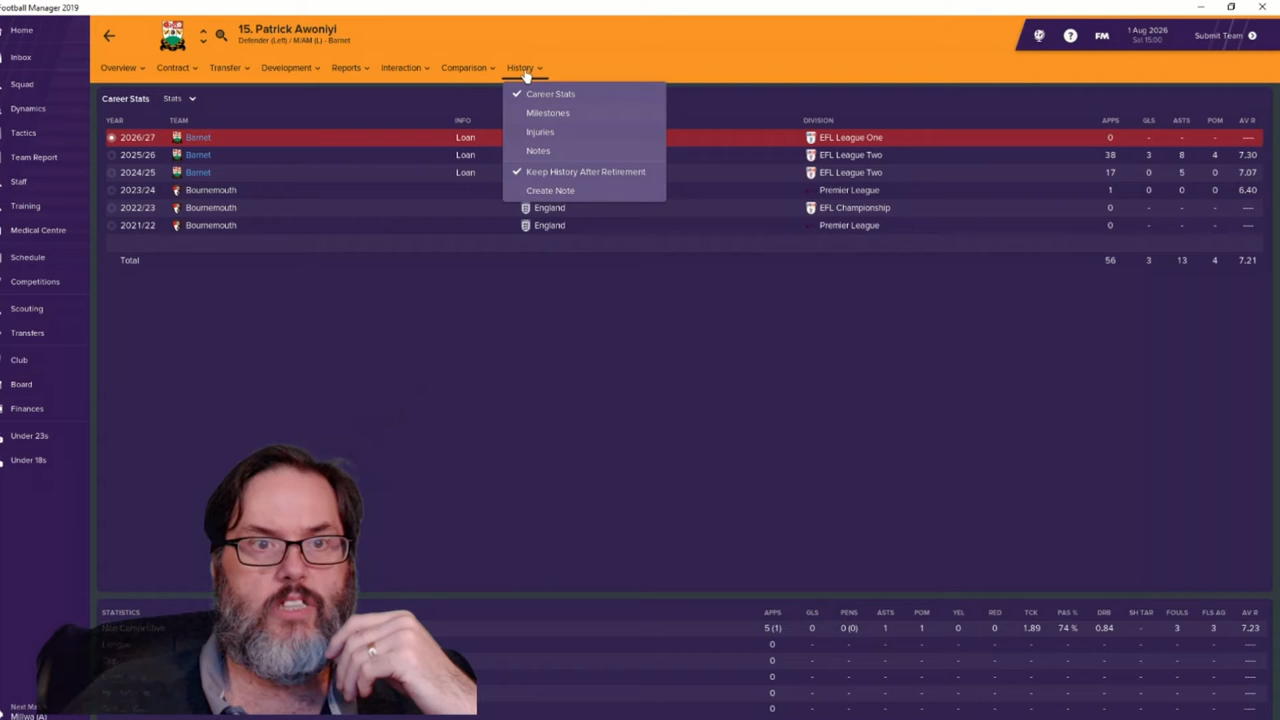 Football Manager 2019
Home
Inbox
Squad
Dynamics
Tactics
Team Report
Staff
Training
Medical Centre
Schedule
Competitions
Scouting
Transfers
Club
Board
Finances
Under 23s
Under 18s
15. Patrick Awoniyi
Defender (Left) / M/AM (L) - Barnet
FM
1 Aug 2026
Sat 15:00
Submit Team
Overview Contract Transfer Development Reports Interaction Comparison History
Career Stats Stats
Career Stats
Milestones
Injuries
Notes
Keep History After Retirement
Create Note
YEAR TEAM INFO DIVISION APPS GLS ASTS POM AV R
2026/27 Barnet Loan EFL League One 0 - - - ----
2025/26 Barnet Loan EFL League Two 38 3 8 4 7.30
2024/25 Barnet Loan EFL League Two 17 0 5 0 7.07
2023/24 Bournemouth Premier League 1 0 0 0 6.40
2022/23 Bournemouth England EFL Championship 0 - - - ----
2021/22 Bournemouth England Premier League 0 - - - ----
Total 56 3 13 4 7.21
STATISTICS APPS GLS PENS ASTS POM YEL RED TCK PAS % DRB SH TAR FOULS FLS AG AV R
Non Competitive 5 (1) 0 0 (0) 1 1 0 0 1.89 74 % 0.84 - 3 3 7.23
League 0 - - - - - - - - - - - - ----
0 - - - - - - - - - - - - ----
0 - - - - - - - - - - - - ----
0 - - - - - - - - - - - - ----
0 - - - - - - - - - - - - ----
Millwa (A)